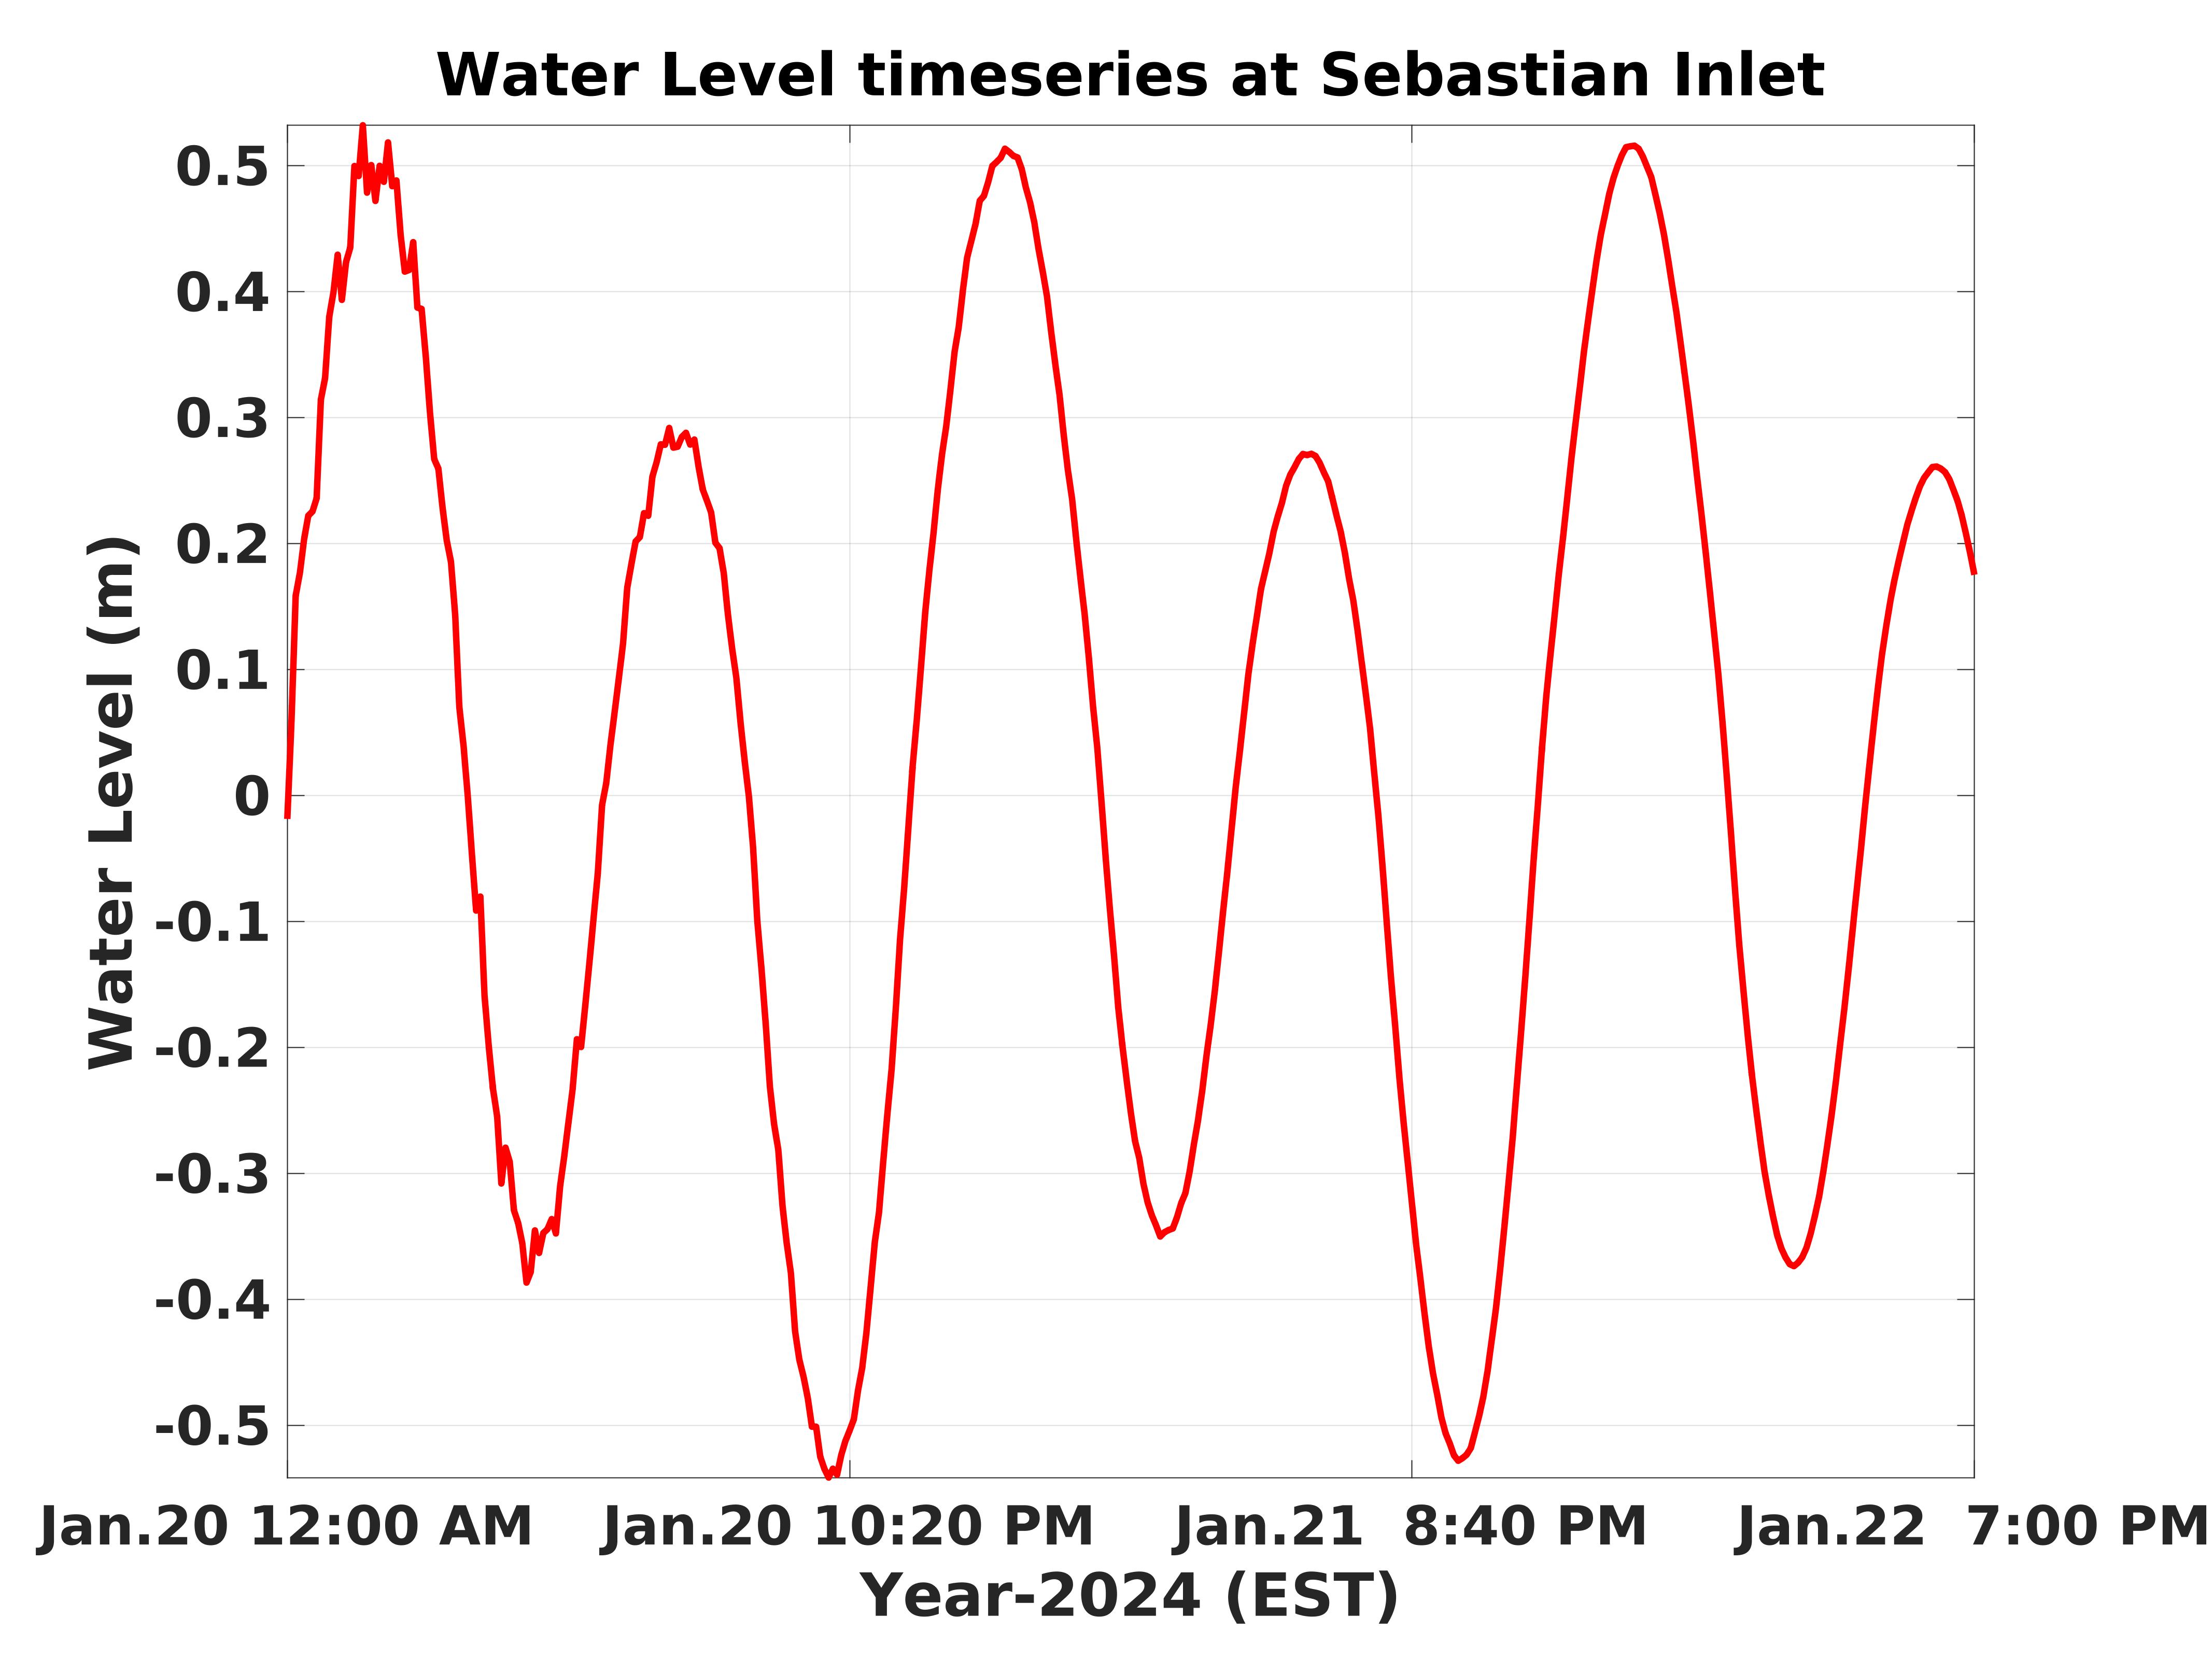 Water Level timeseries at Sebastian Inlet
Water Level (m)
0.5
0.4
0.3
0.2
0.1
0
-0.1
-0.2
-0.3
-0.4
-0.5
Jan.20 12:00 AM
Jan.20 10:20 PM
Jan.21 8:40 PM
Jan.22 7:00 PM
Year-2024 (EST)